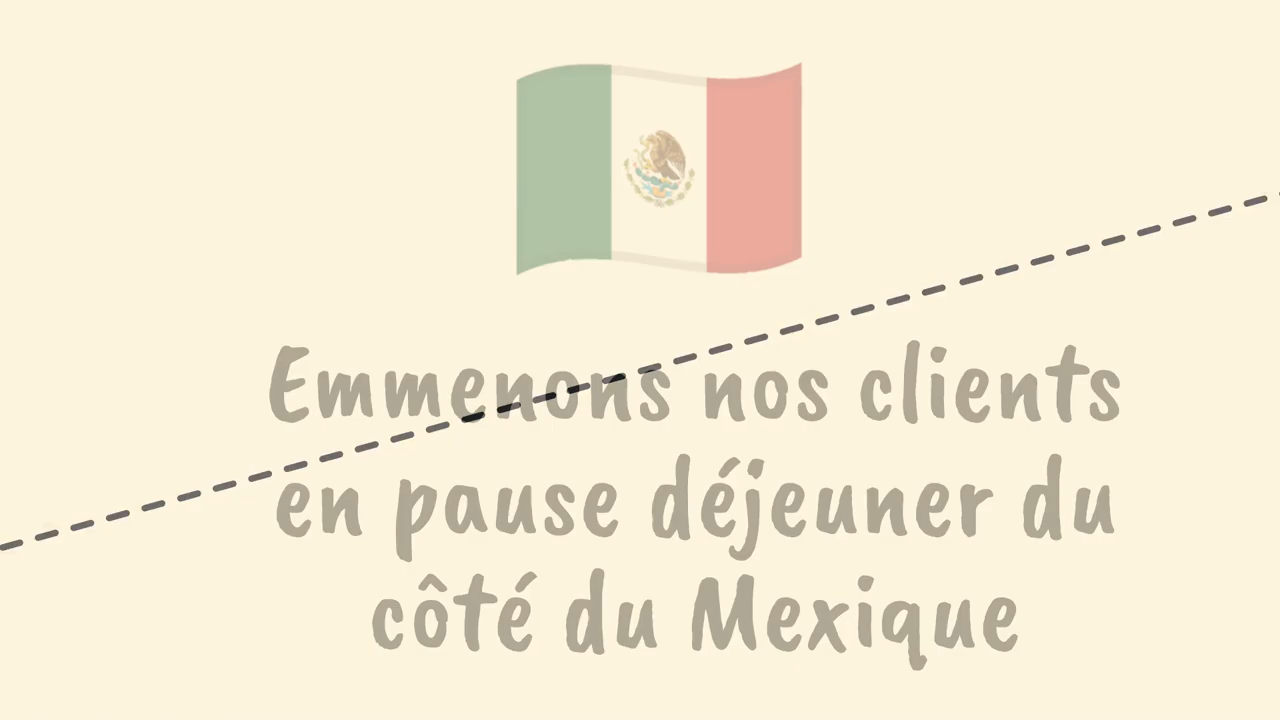 Emmenons nos clients
en pause déjeuner du
côté du Mexique